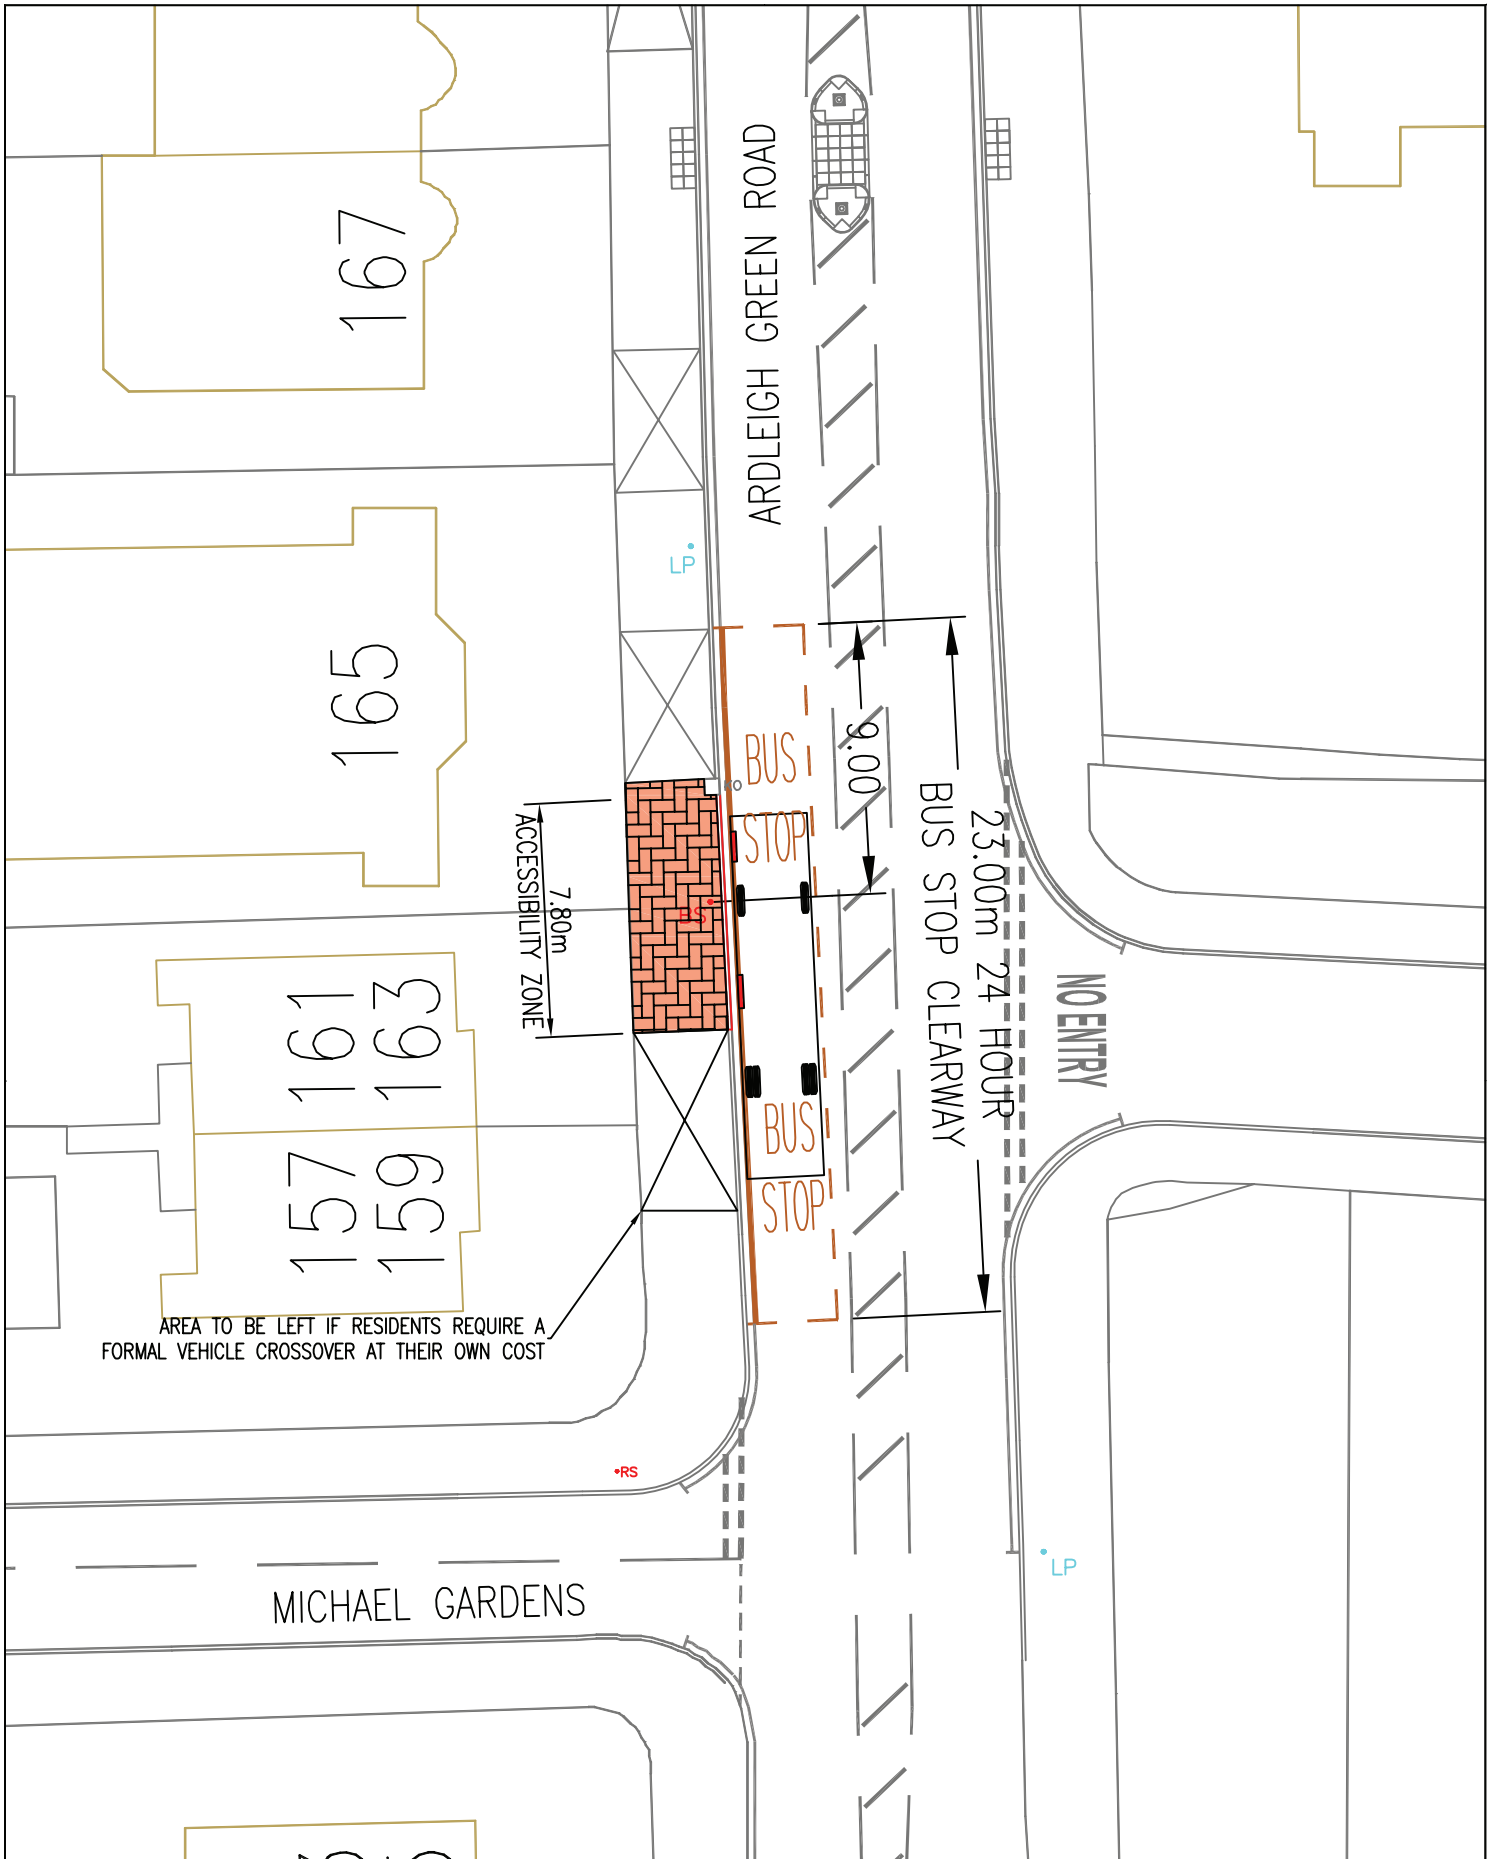 167
ARDLEIGH GREEN ROAD
LP
165
BUS
STOP
9.00
23.00m 24 HOUR
BUS STOP CLEARWAY
7.80m
ACCESSIBILITY ZONE
BS
NO ENTRY
161
163
157
159
BUS
STOP
AREA TO BE LEFT IF RESIDENTS REQUIRE A
FORMAL VEHICLE CROSSOVER AT THEIR OWN COST
RS
LP
MICHAEL GARDENS